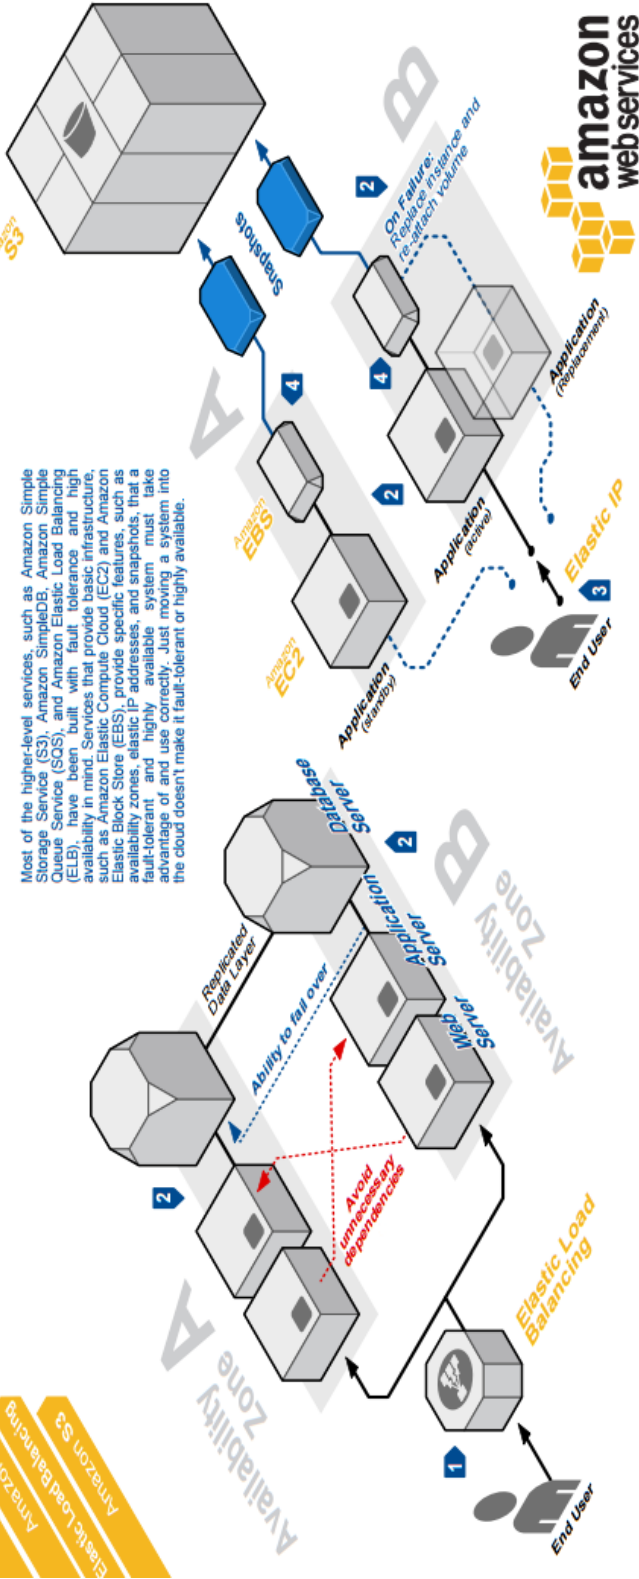 Amazon S3
Elastic Load Balancing
Amazon
Most of the higher-level services, such as Amazon Simple
Storage Service (S3), Amazon SimpleDB, Amazon Simple
Queue Service (SQS), and Amazon Elastic Load Balancing
(ELB), have been built with fault tolerance and high
availability in mind. Services that provide basic infrastructure,
such as Amazon Elastic Compute Cloud (EC2) and Amazon
Elastic Block Store (EBS), provide specific features, such as
availability zones, elastic IP addresses, and snapshots, that a
fault-tolerant and highly available system must take
advantage of and use correctly. Just moving a system into
the cloud doesn't make it fault-tolerant or highly available.
Availability
Zone
A
2
Replicated
Data Layer
Ability to fail over
Avoid
unnecessary
dependencies
Database
Server
Application
Server
Web
Server
2
B
Availability
Zone
1
End User
Elastic Load
Balancing
S3
Snapshots
A
4
Amazon
EBS
Amazon
EC2
Application
(standby)
2
4
B
2
On Failure:
Replace instance and
re-attach volume
Application
(active)
Application
(Replacement)
Elastic IP
3
End User
amazon
webservices